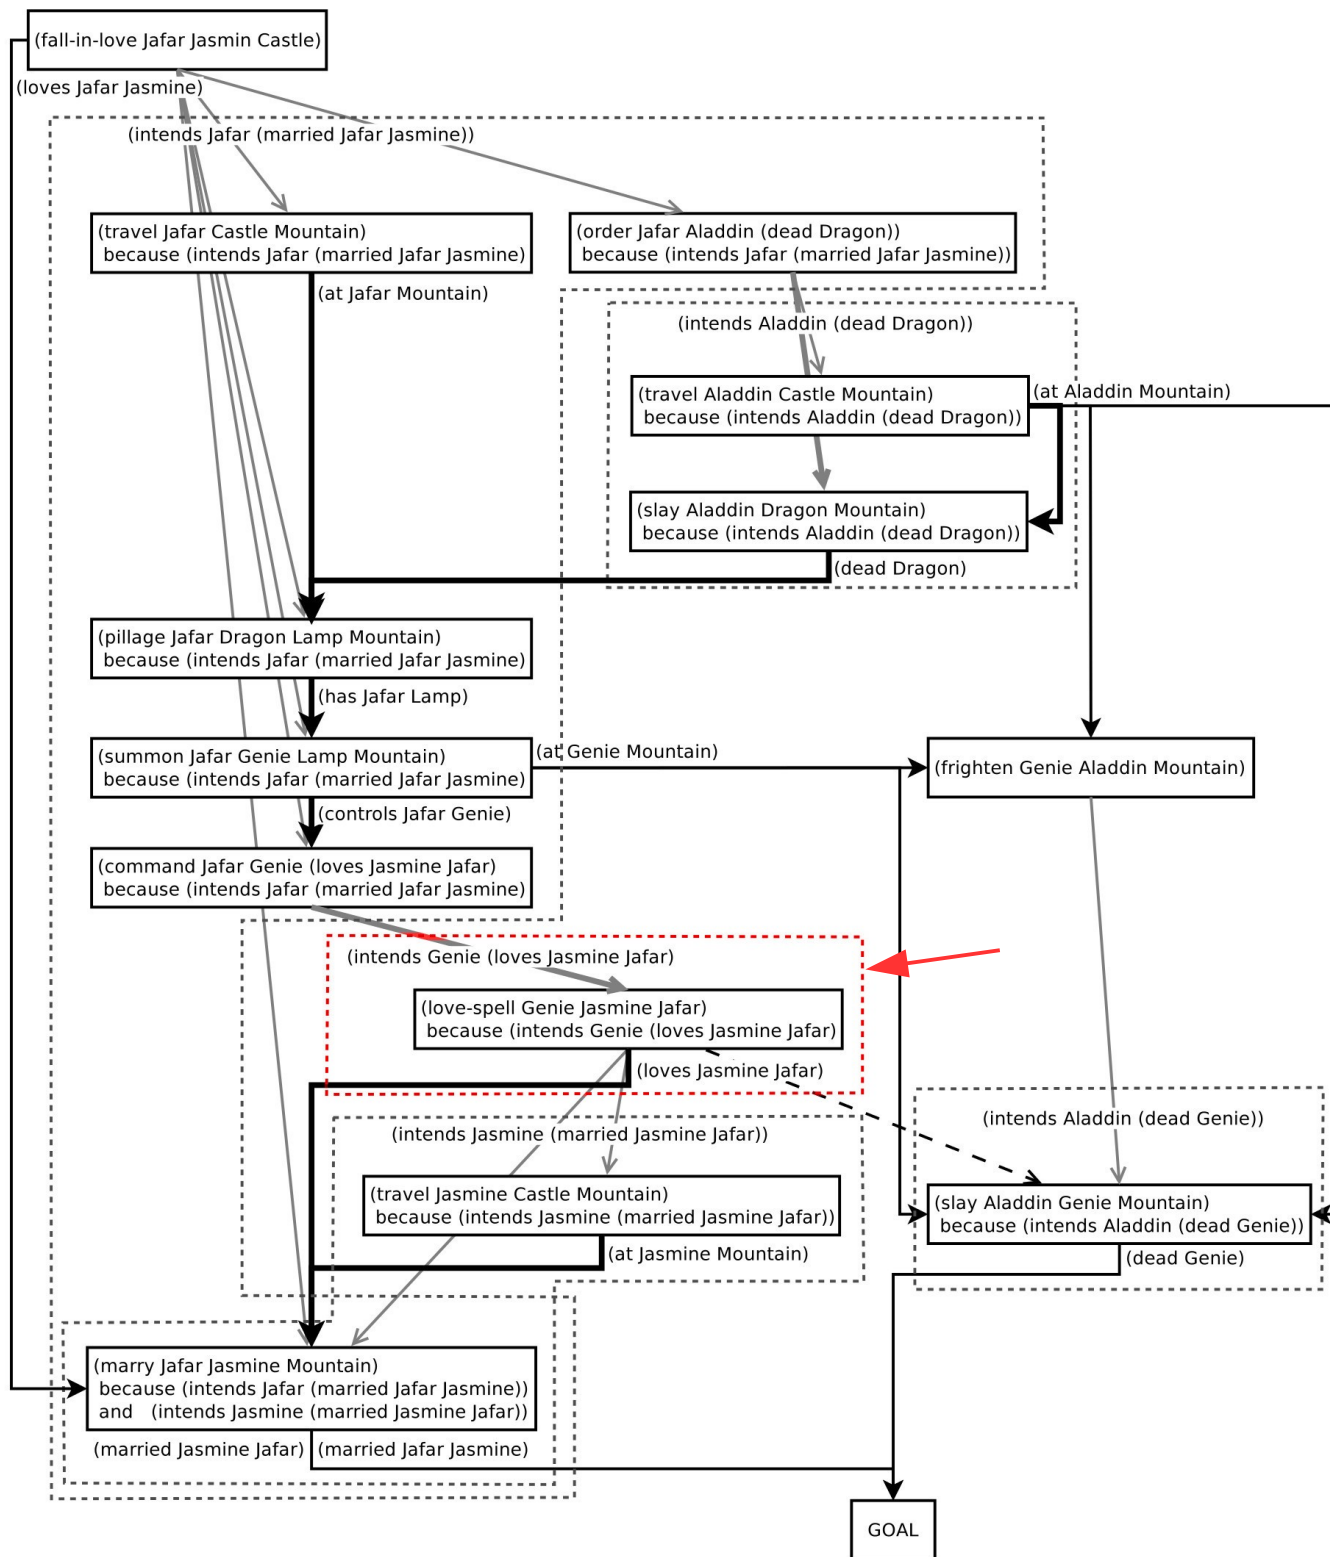 (fall-in-love Jafar Jasmin Castle)
(loves Jafar Jasmine)
(intends Jafar (married Jafar Jasmine))
(travel Jafar Castle Mountain)
because (intends Jafar (married Jafar Jasmine)
(order Jafar Aladdin (dead Dragon))
because (intends Jafar (married Jafar Jasmine))
(at Jafar Mountain)
(intends Aladdin (dead Dragon))
(travel Aladdin Castle Mountain)
because (intends Aladdin (dead Dragon))
(at Aladdin Mountain)
(slay Aladdin Dragon Mountain)
because (intends Aladdin (dead Dragon))
(dead Dragon)
(pillage Jafar Dragon Lamp Mountain)
because (intends Jafar (married Jafar Jasmine)
(has Jafar Lamp)
(summon Jafar Genie Lamp Mountain)
because (intends Jafar (married Jafar Jasmine)
(at Genie Mountain)
(frighten Genie Aladdin Mountain)
(controls Jafar Genie)
(command Jafar Genie (loves Jasmine Jafar)
because (intends Jafar (married Jafar Jasmine)
(intends Genie (loves Jasmine Jafar)
(love-spell Genie Jasmine Jafar)
because (intends Genie (loves Jasmine Jafar)
(loves Jasmine Jafar)
(intends Jasmine (married Jasmine Jafar))
(intends Aladdin (dead Genie))
(travel Jasmine Castle Mountain)
because (intends Jasmine (married Jasmine Jafar))
(slay Aladdin Genie Mountain)
because (intends Aladdin (dead Genie))
(at Jasmine Mountain)
(dead Genie)
(marry Jafar Jasmine Mountain)
because (intends Jafar (married Jafar Jasmine))
and (intends Jasmine (married Jasmine Jafar))
(married Jasmine Jafar)
(married Jafar Jasmine)
GOAL